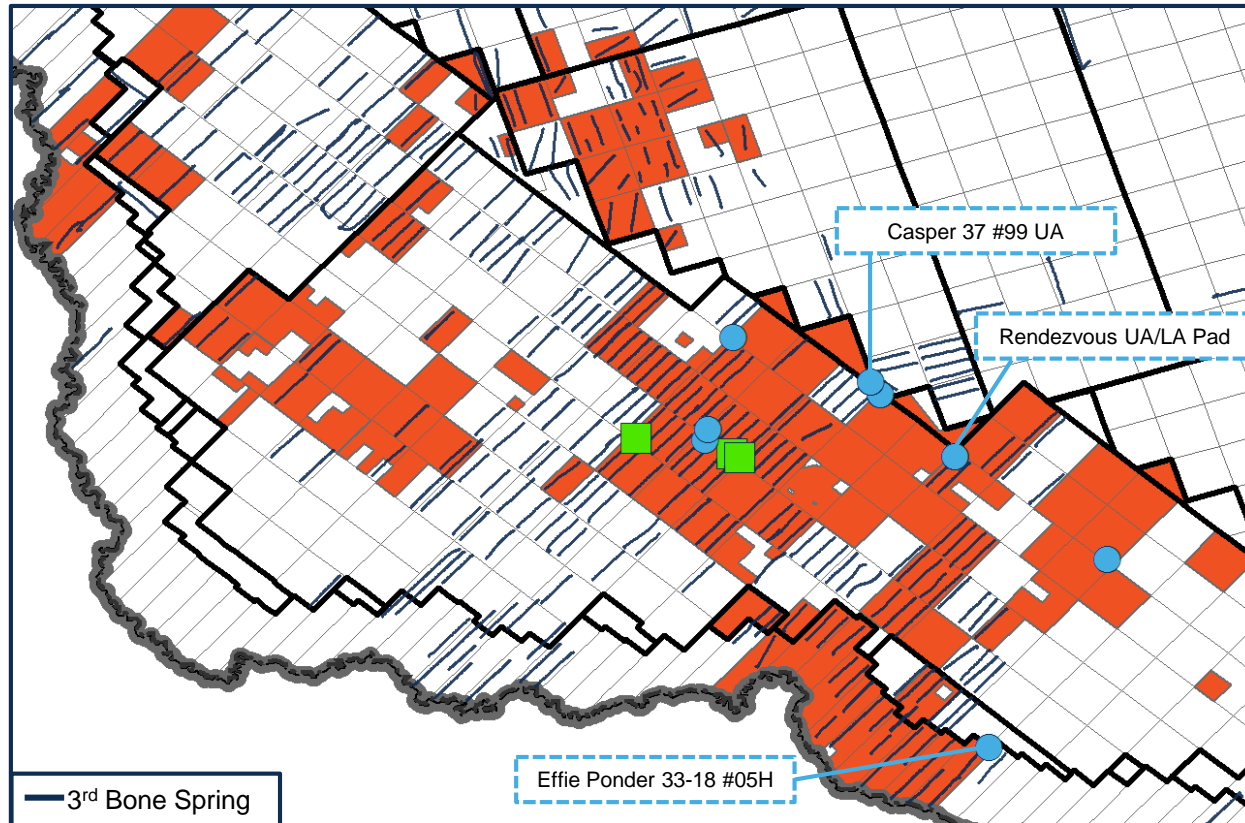 Casper 37 #99 UA
Rendezvous UA/LA Pad
Effie Ponder 33-18 #05H
3rd Bone Spring